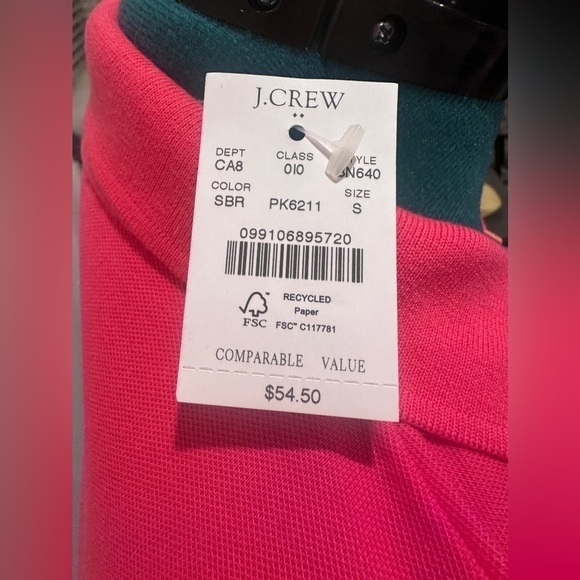 J.CREW
DEPT CLASS
CA8 010 N640
COLOR SIZE
SBR PK6211 S
099106895720
RECYCLED
Paper
FSC FSC™ C117781
COMPARABLE VALUE
$54.50